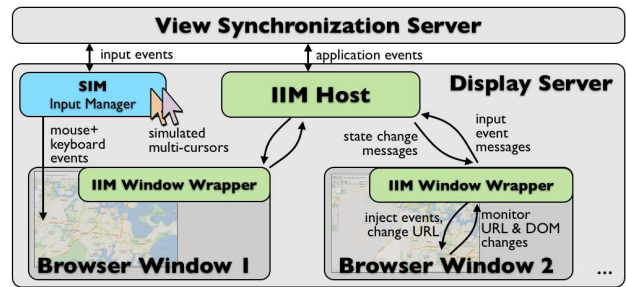 View Synchronization Server
input events
application events
SIM
Input Manager
IIM Host
Display Server
mouse+
keyboard
events
simulated
multi-cursors
state change
messages
input
event
messages
IIM Window Wrapper
IIM Window Wrapper
inject events,
change URL
monitor
URL & DOM
changes
Browser Window 1
Browser Window 2
...